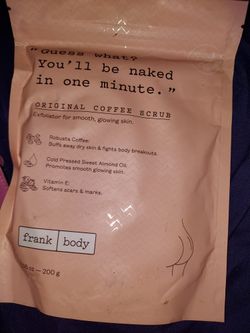 "Guess what?
You'll be naked
in one minute."
ORIGINAL COFFEE SCRUB
Exfoliator for smooth, glowing skin.
Robusta Coffee:
Buffs away dry skin & fights body breakouts.
Cold Pressed Sweet Almond Oil:
Promotes smooth glowing skin.
Vitamin E:
Softens scars & marks.
frank body
oz — 200 g